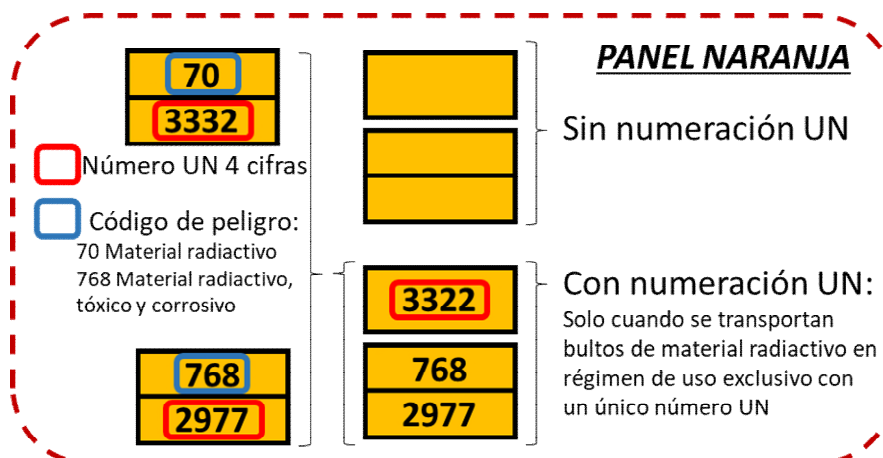 PANEL NARANJA
70
3332
Número UN 4 cifras
Código de peligro:
70 Material radiactivo
768 Material radiactivo,
tóxico y corrosivo
768
2977
Sin numeración UN
3322
768
2977
Con numeración UN:
Solo cuando se transportan
bultos de material radiactivo en
régimen de uso exclusivo con
un único número UN